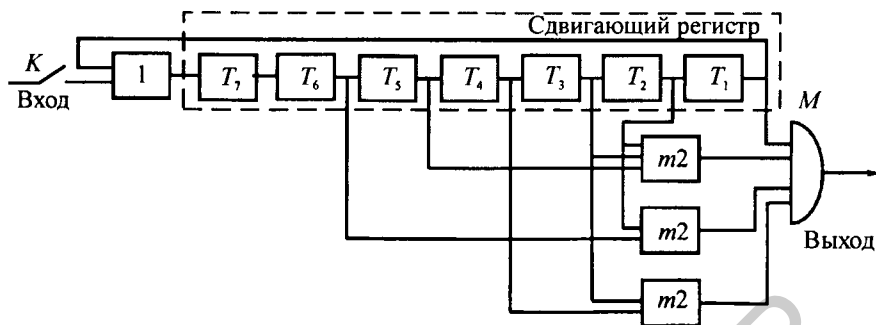 Сдвигающий регистр
K
Вход
1
T₇
T₆
T₅
T₄
T₃
T₂
T₁
M
m2
m2
m2
Выход